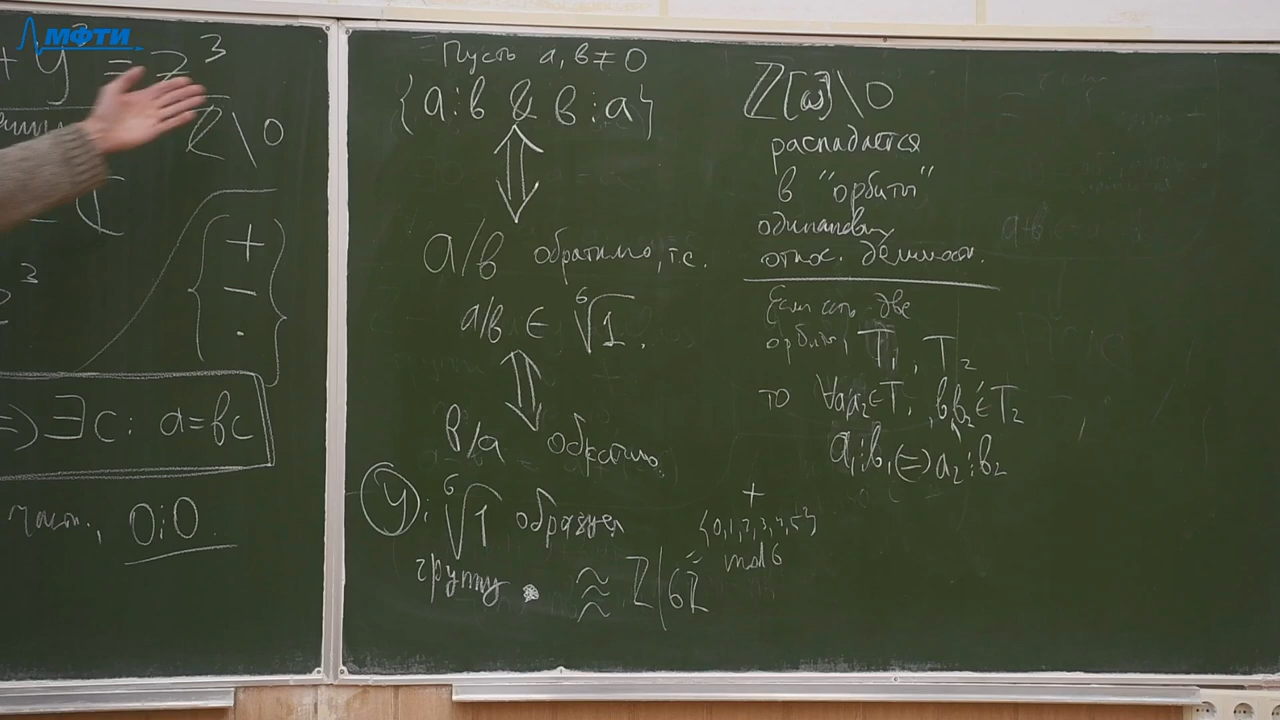 МФТИ
+ y³ = z³
ℤ\0
{ + − · }
⇒) ∃c: a=bc
част., 0⋮0
Пусть a, b ≠ 0
{a⋮b & b⋮a}
⇕
a/b обратимо, т.е.
a/b ∈ ⁶√1.
⇕
b/a обратимо.
У: ⁶√1 образует
группу
≈ ℤ/6ℤ
+
{0,1,2,3,4,5}
mod 6
ℤ[ω]\0
распадается
в "орбиты"
одинаковых
относ. делимости.
Если есть две
орбиты, T₁, T₂
то ∀a₁a₂∈T₁, b₁b₂∈T₂
a₁⋮b₁ (⇒) a₂⋮b₂